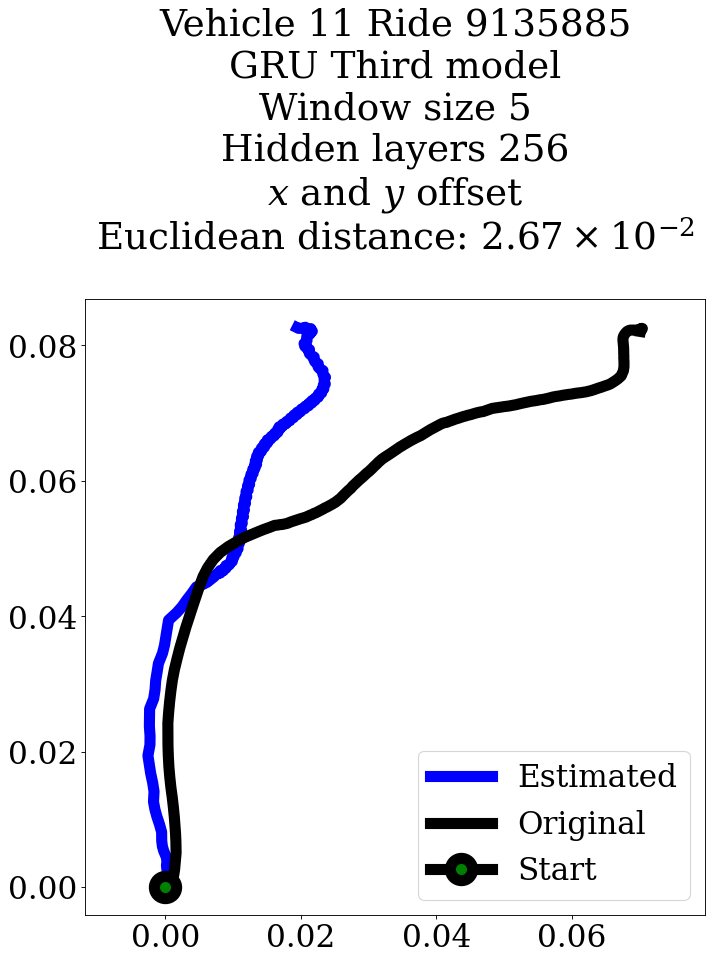 Vehicle 11 Ride 9135885
GRU Third model
Window size 5
Hidden layers 256
x and y offset
Euclidean distance: 2.67 × 10⁻²
0.08
0.06
0.04
0.02
0.00
Estimated
Original
Start
0.00 0.02 0.04 0.06